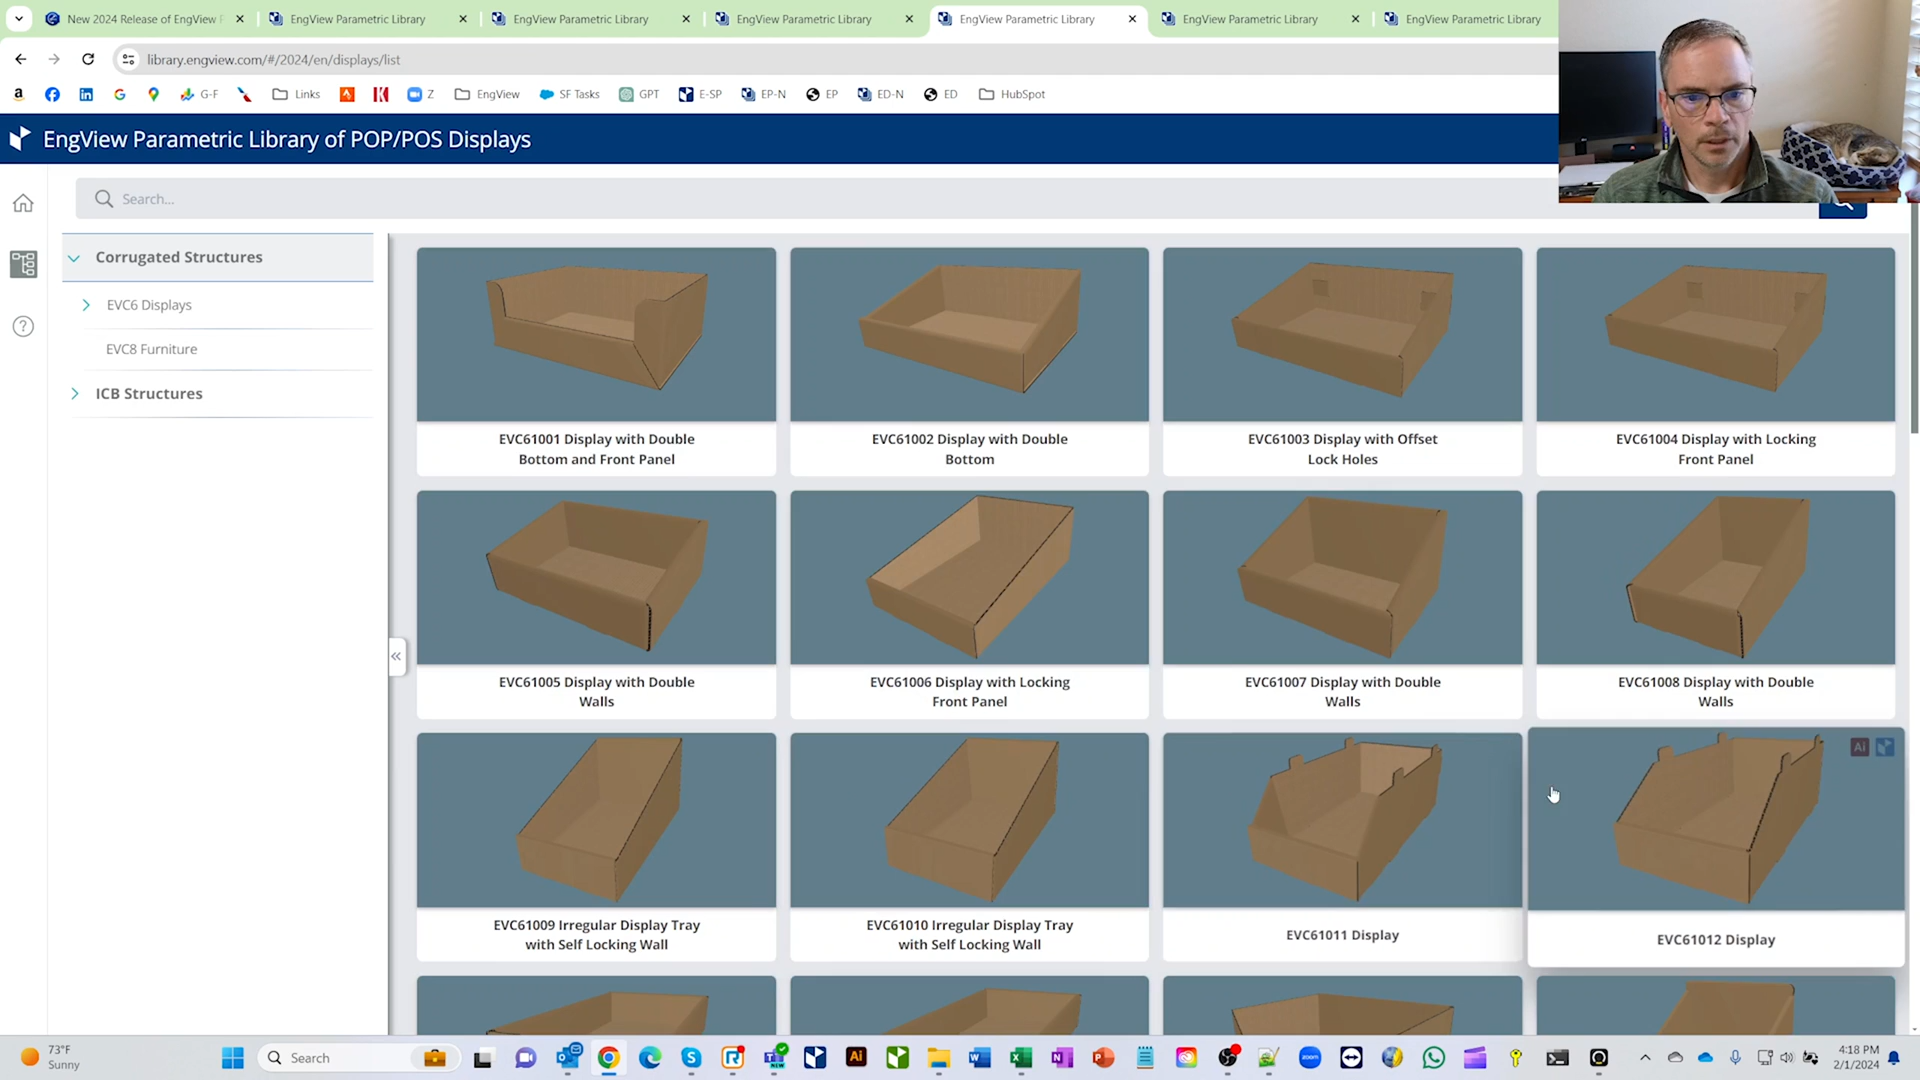 New 2024 Release of EngView F
EngView Parametric Library
EngView Parametric Library
EngView Parametric Library
EngView Parametric Library
EngView Parametric Library
EngView Parametric Library
library.engview.com/#/2024/en/displays/list
G-F
Links
Z
EngView
SF Tasks
GPT
E-SP
EP-N
EP
ED-N
ED
HubSpot
EngView Parametric Library of POP/POS Displays
Search...
Corrugated Structures
EVC6 Displays
EVC8 Furniture
ICB Structures
EVC61001 Display with Double
Bottom and Front Panel
EVC61002 Display with Double
Bottom
EVC61003 Display with Offset
Lock Holes
EVC61004 Display with Locking
Front Panel
EVC61005 Display with Double
Walls
EVC61006 Display with Locking
Front Panel
EVC61007 Display with Double
Walls
EVC61008 Display with Double
Walls
Ai
EVC61009 Irregular Display Tray
with Self Locking Wall
EVC61010 Irregular Display Tray
with Self Locking Wall
EVC61011 Display
EVC61012 Display
73°F
Sunny
Search
NEW
Ai
zoom
4:18 PM
2/1/2024